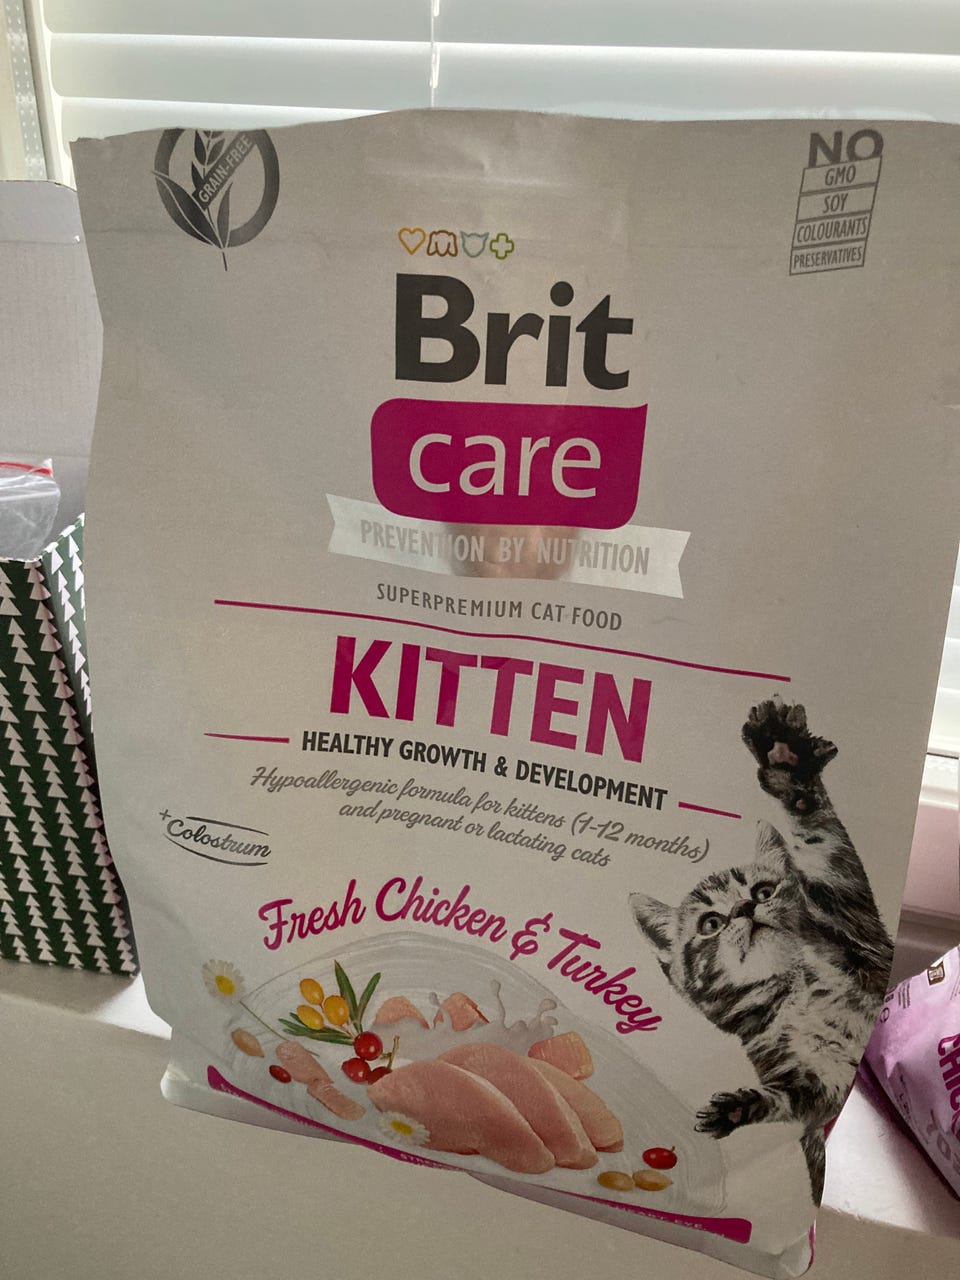 GRAIN-FREE
NO
GMO
SOY
COLOURANTS
PRESERVATIVES
Brit
care
PREVENTION BY NUTRITION
SUPERPREMIUM CAT FOOD
KITTEN
HEALTHY GROWTH & DEVELOPMENT
Hypoallergenic formula for kittens (1-12 months)
and pregnant or lactating cats
+Colostrum
Fresh Chicken & Turkey